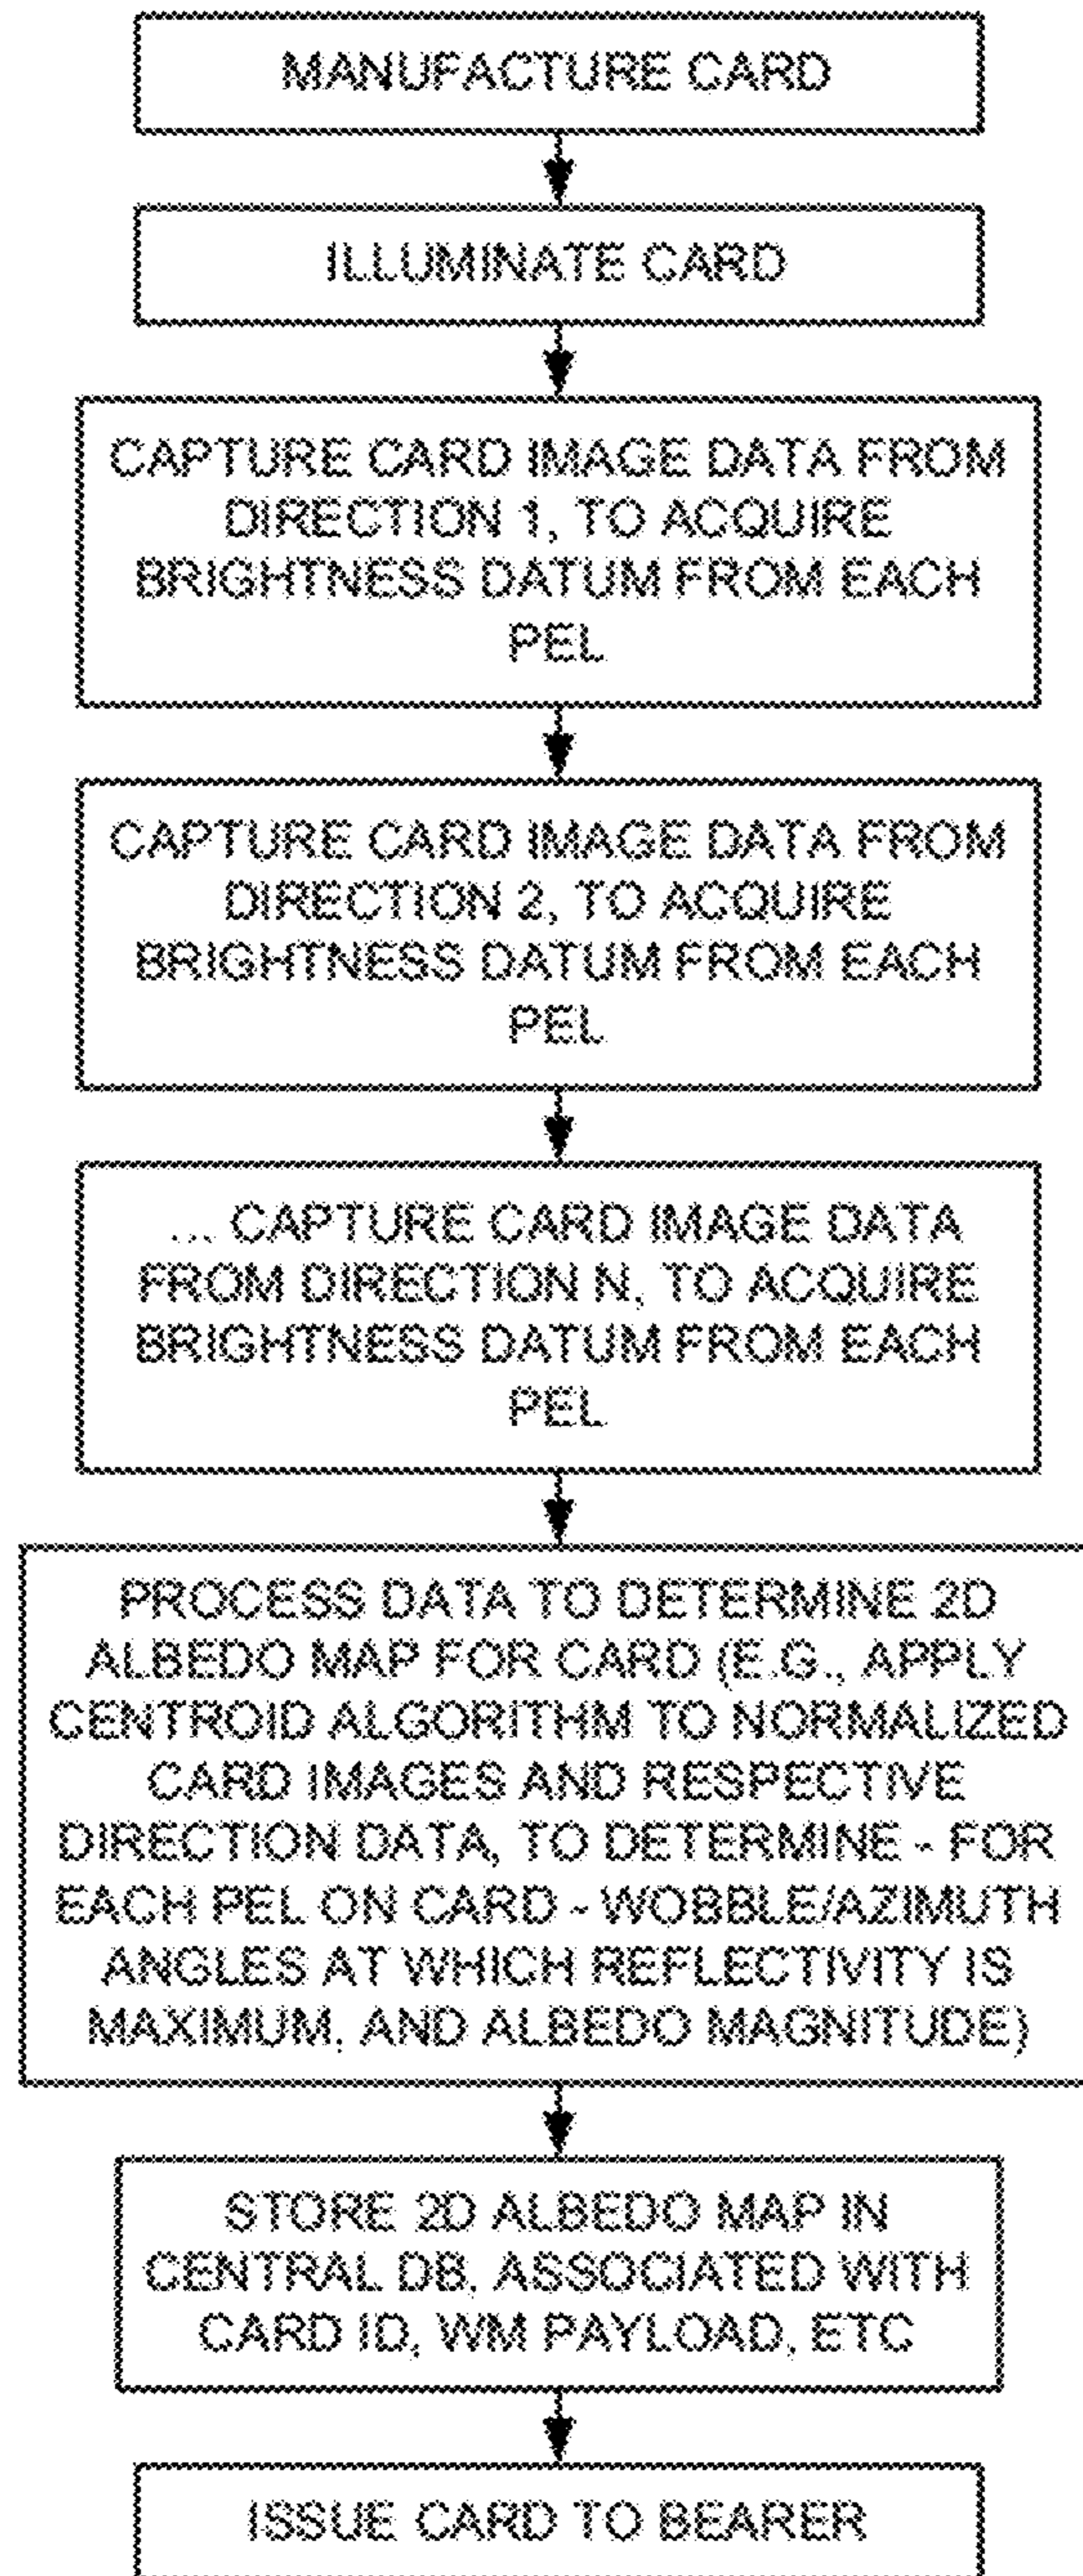 MANUFACTURE CARD
ILLUMINATE CARD
CAPTURE CARD IMAGE DATA FROM
DIRECTION 1, TO ACQUIRE
BRIGHTNESS DATUM FROM EACH
PEL
CAPTURE CARD IMAGE DATA FROM
DIRECTION 2, TO ACQUIRE
BRIGHTNESS DATUM FROM EACH
PEL
... CAPTURE CARD IMAGE DATA
FROM DIRECTION N, TO ACQUIRE
BRIGHTNESS DATUM FROM EACH
PEL
PROCESS DATA TO DETERMINE 2D
ALBEDO MAP FOR CARD (E.G., APPLY
CENTROID ALGORITHM TO NORMALIZED
CARD IMAGES AND RESPECTIVE
DIRECTION DATA, TO DETERMINE - FOR
EACH PEL ON CARD - WOBBLE/AZIMUTH
ANGLES AT WHICH REFLECTIVITY IS
MAXIMUM, AND ALBEDO MAGNITUDE)
STORE 2D ALBEDO MAP IN
CENTRAL DB, ASSOCIATED WITH
CARD ID, WM PAYLOAD, ETC
ISSUE CARD TO BEARER